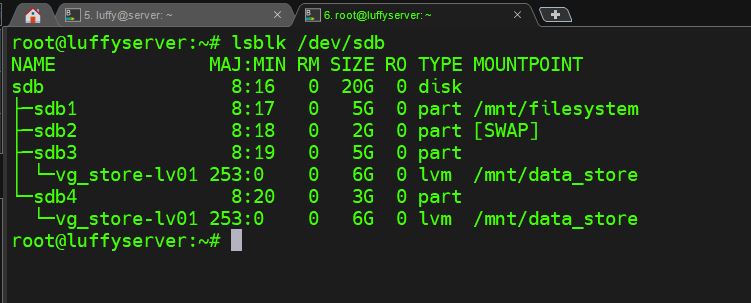 5. luffy@server: ~
6. root@luffyserver: ~
root@luffyserver:~# lsblk /dev/sdb
NAME                MAJ:MIN RM SIZE RO TYPE MOUNTPOINT
sdb                   8:16   0  20G  0 disk
├─sdb1                8:17   0   5G  0 part /mnt/filesystem
├─sdb2                8:18   0   2G  0 part [SWAP]
├─sdb3                8:19   0   5G  0 part
│ └─vg_store-lv01 253:0    0   6G  0 lvm  /mnt/data_store
└─sdb4                8:20   0   3G  0 part
  └─vg_store-lv01 253:0    0   6G  0 lvm  /mnt/data_store
root@luffyserver:~#